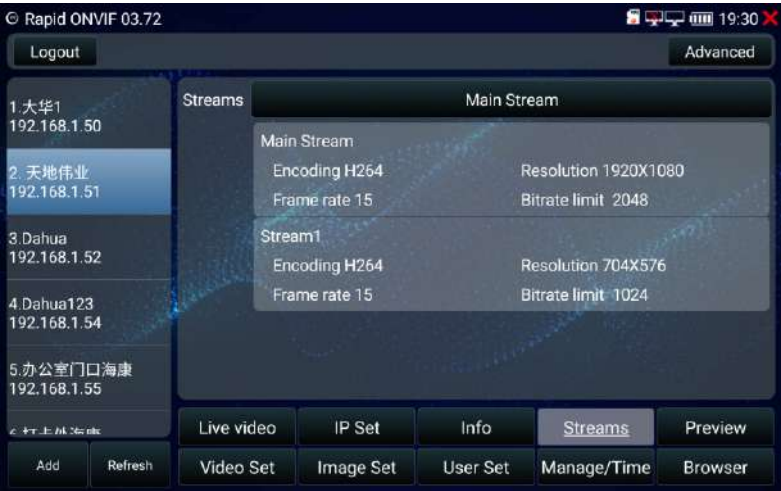 Rapid ONVIF 03.72
19:30
Logout
Advanced
1.大华1
192.168.1.50
2. 天地伟业
192.168.1.51
3.Dahua
192.168.1.52
4.Dahua123
192.168.1.54
5.办公室门口海康
192.168.1.55
Add
Refresh
Streams
Main Stream
Main Stream
Encoding H264
Resolution 1920X1080
Frame rate 15
Bitrate limit 2048
Stream1
Encoding H264
Resolution 704X576
Frame rate 15
Bitrate limit 1024
Live video
IP Set
Info
Streams
Preview
Video Set
Image Set
User Set
Manage/Time
Browser